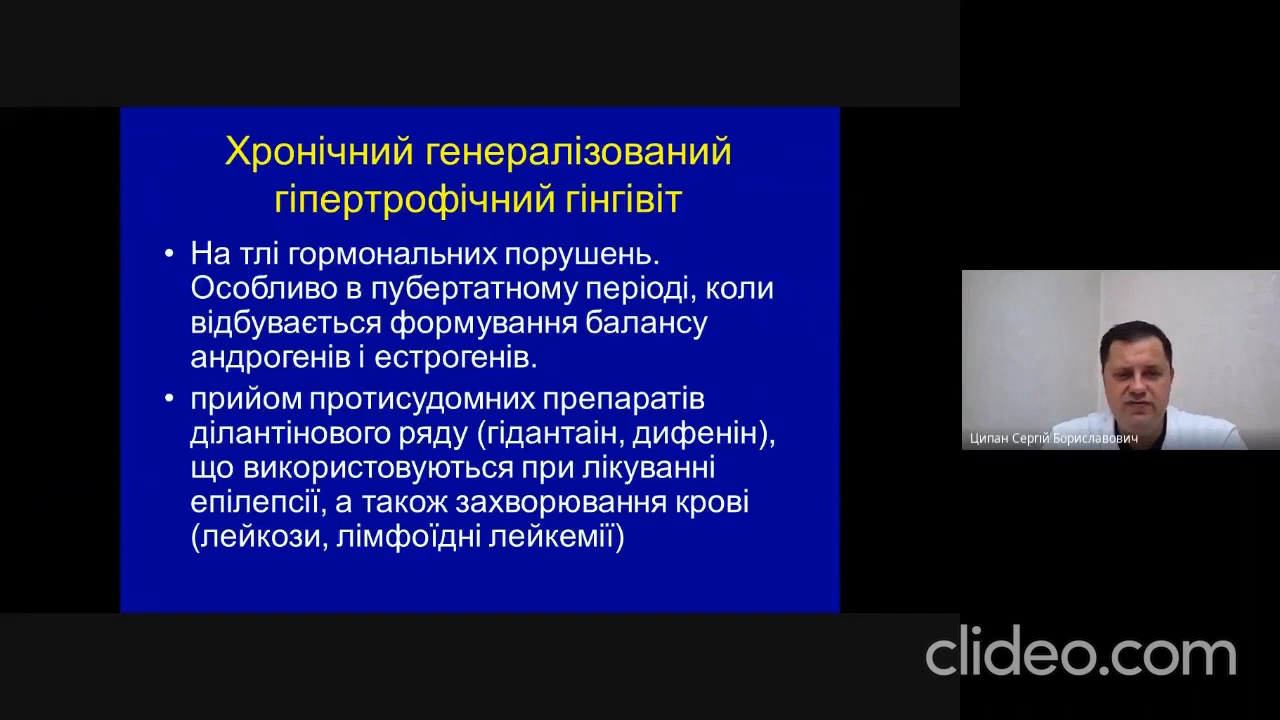 Хронічний генералізований
гіпертрофічний гінгівіт
• На тлі гормональних порушень.
Особливо в пубертатному періоді, коли
відбувається формування балансу
андрогенів і естрогенів.
• прийом протисудомних препаратів
ділантінового ряду (гідантаін, дифенін),
що використовуються при лікуванні
епілепсії, а також захворювання крові
(лейкози, лімфоїдні лейкемії)
Ципан Сергій Бориславович
clideo.com